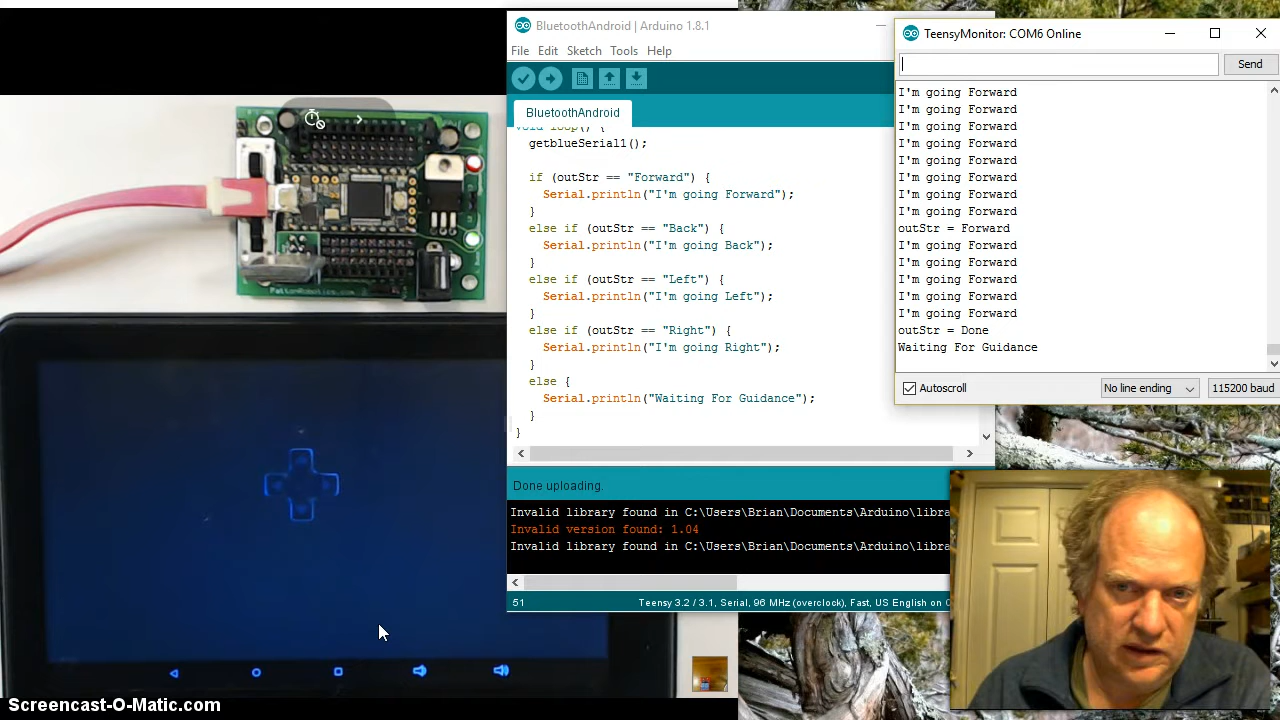 BluetoothAndroid | Arduino 1.8.1
File Edit Sketch Tools Help
BluetoothAndroid
void loop() {
getblueSerial1();
if (outStr == "Forward") {
Serial.println("I'm going Forward");
}
else if (outStr == "Back") {
Serial.println("I'm going Back");
}
else if (outStr == "Left") {
Serial.println("I'm going Left");
}
else if (outStr == "Right") {
Serial.println("I'm going Right");
}
else {
Serial.println("Waiting For Guidance");
}
}
Done uploading.
Invalid library found in C:\Users\Brian\Documents\Arduino\libra
Invalid version found: 1.04
Invalid library found in C:\Users\Brian\Documents\Arduino\libra
51
Teensy 3.2 / 3.1, Serial, 96 MHz (overclock), Fast, US English on C
TeensyMonitor: COM6 Online
Send
I'm going Forward
I'm going Forward
I'm going Forward
I'm going Forward
I'm going Forward
I'm going Forward
I'm going Forward
I'm going Forward
outStr = Forward
I'm going Forward
I'm going Forward
I'm going Forward
I'm going Forward
I'm going Forward
outStr = Done
Waiting For Guidance
Autoscroll
No line ending
115200 baud
PattonRobotics.com
Screencast-O-Matic.com